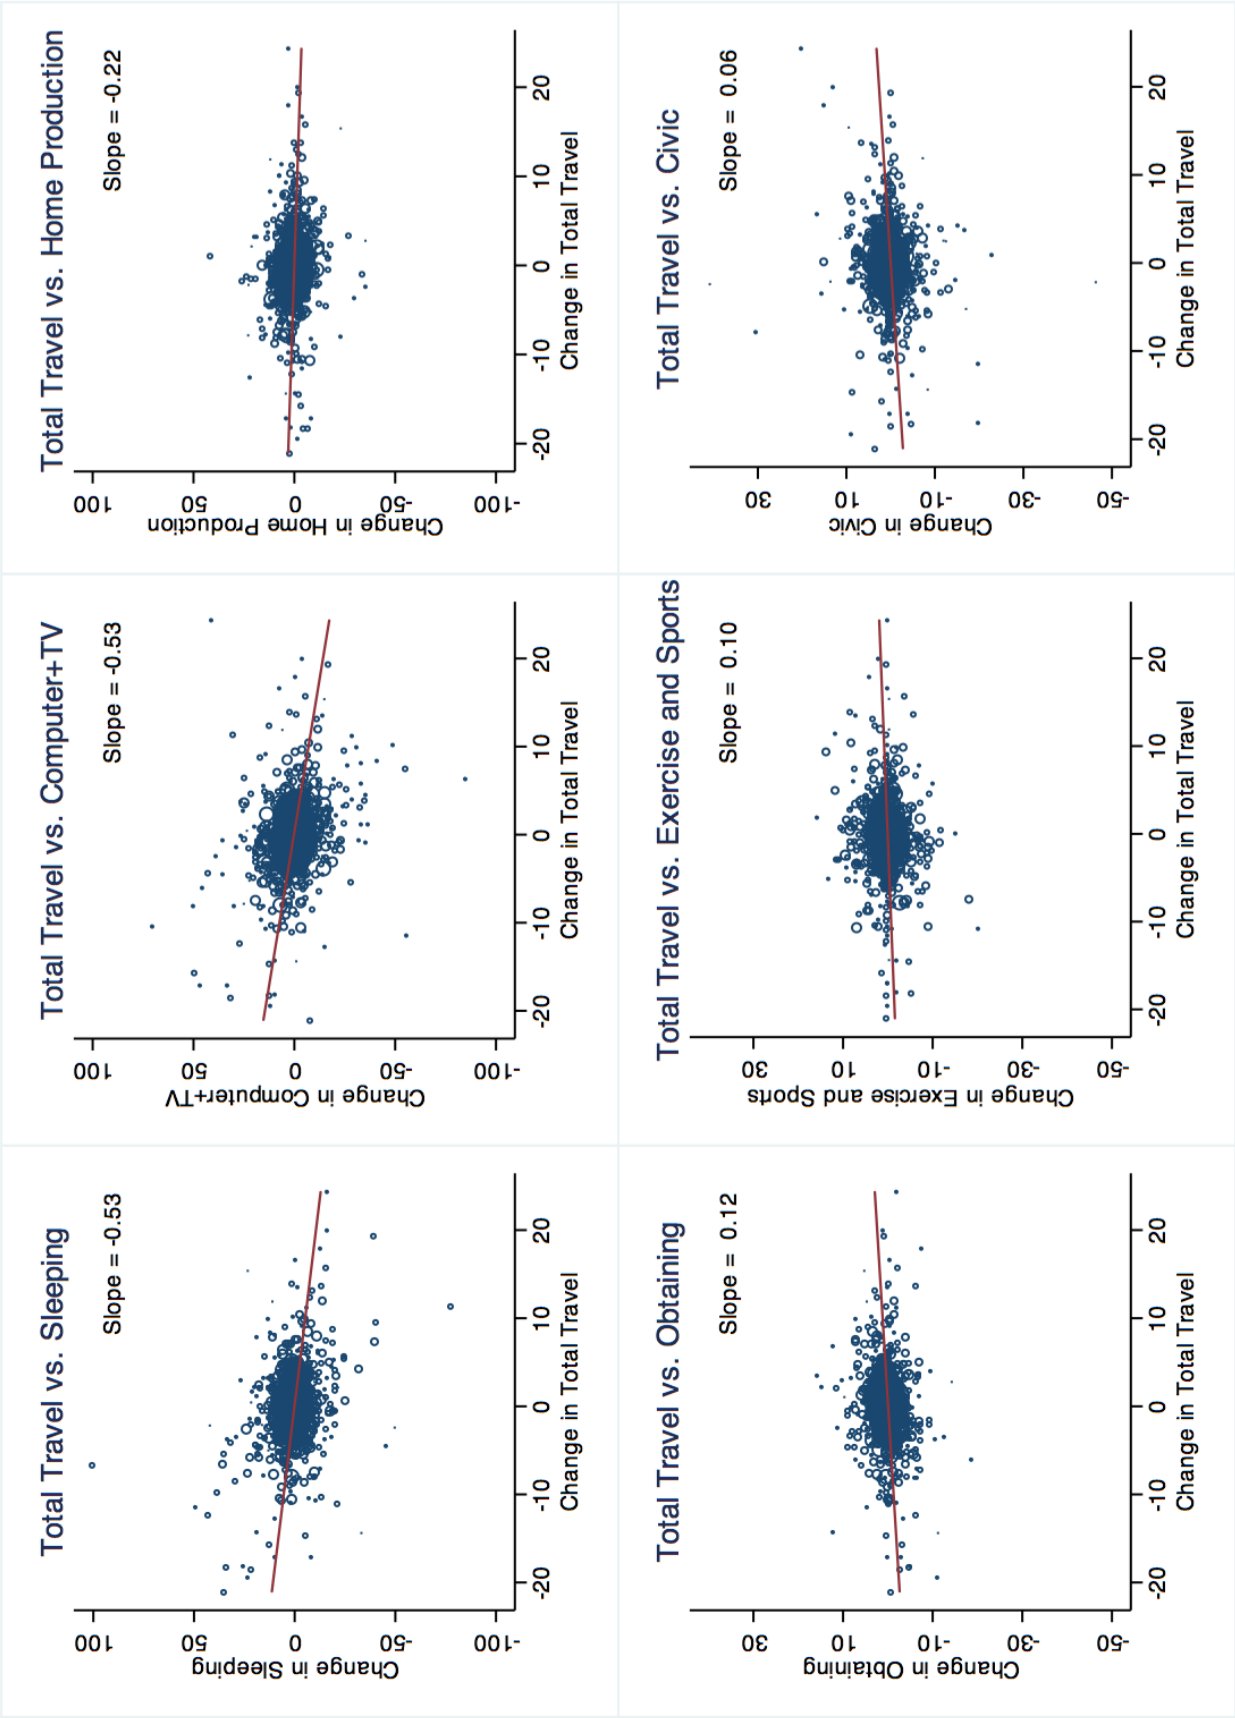 Total Travel vs. Sleeping
Slope = -0.53
Change in Sleeping
100
50
0
-50
-100
-20
-10
0
10
20
Change in Total Travel
Total Travel vs. Computer+TV
Slope = -0.53
Change in Computer+TV
100
50
0
-50
-100
-20
-10
0
10
20
Change in Total Travel
Total Travel vs. Home Production
Slope = -0.22
Change in Home Production
100
50
0
-50
-100
-20
-10
0
10
20
Change in Total Travel
Total Travel vs. Obtaining
Slope = 0.12
Change in Obtaining
30
10
-10
-30
-50
-20
-10
0
10
20
Change in Total Travel
Total Travel vs. Exercise and Sports
Slope = 0.10
Change in Exercise and Sports
30
10
-10
-30
-50
-20
-10
0
10
20
Change in Total Travel
Total Travel vs. Civic
Slope = 0.06
Change in Civic
30
10
-10
-30
-50
-20
-10
0
10
20
Change in Total Travel